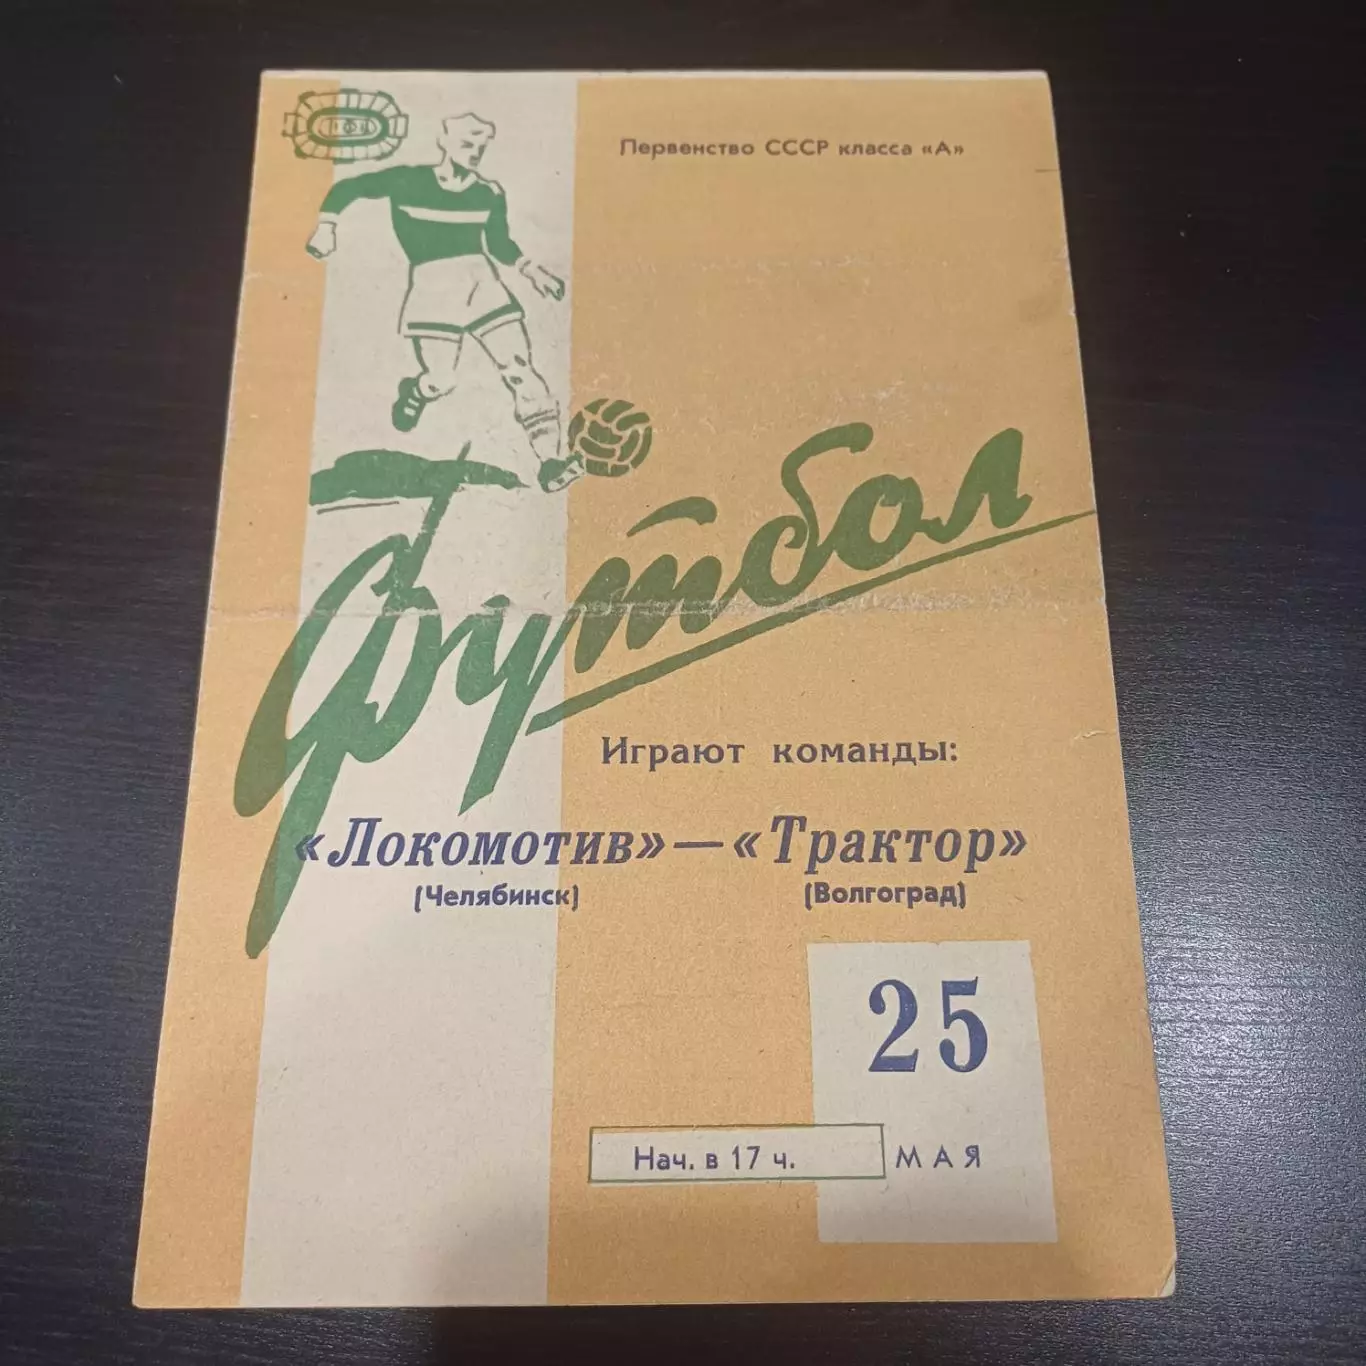 Первенство СССР класса «А»
Футбол
Играют команды:
«Локомотив» — «Трактор»
(Челябинск) (Волгоград)
25
Нач. в 17 ч. МАЯ